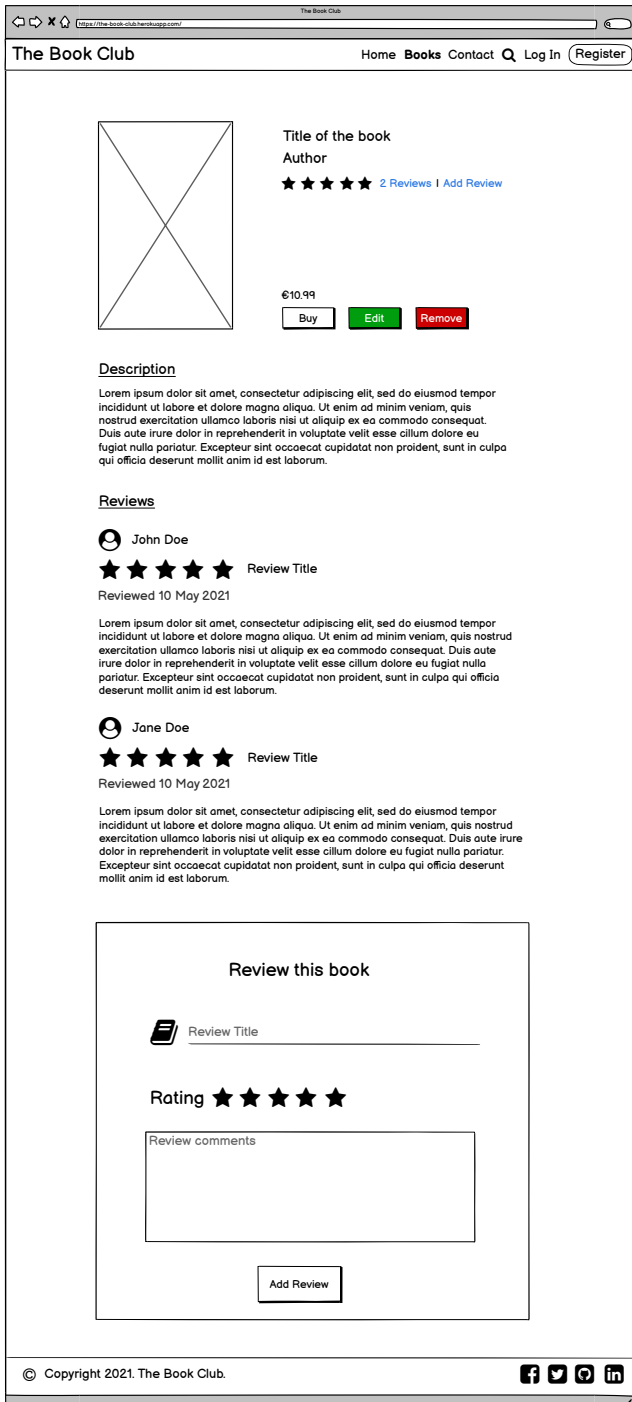 The Book Club
https://the-book-club.herokuapp.com/
The Book Club
Home Books Contact Log In Register
Title of the book
Author
2 Reviews | Add Review
€10.99
Buy Edit Remove
Description
Lorem ipsum dolor sit amet, consectetur adipiscing elit, sed do eiusmod tempor
incididunt ut labore et dolore magna aliqua. Ut enim ad minim veniam, quis
nostrud exercitation ullamco laboris nisi ut aliquip ex ea commodo consequat.
Duis aute irure dolor in reprehenderit in voluptate velit esse cillum dolore eu
fugiat nulla pariatur. Excepteur sint occaecat cupidatat non proident, sunt in culpa
qui officia deserunt mollit anim id est laborum.
Reviews
John Doe
Review Title
Reviewed 10 May 2021
Lorem ipsum dolor sit amet, consectetur adipiscing elit, sed do eiusmod tempor
incididunt ut labore et dolore magna aliqua. Ut enim ad minim veniam, quis nostrud
exercitation ullamco laboris nisi ut aliquip ex ea commodo consequat. Duis aute
irure dolor in reprehenderit in voluptate velit esse cillum dolore eu fugiat nulla
pariatur. Excepteur sint occaecat cupidatat non proident, sunt in culpa qui officia
deserunt mollit anim id est laborum.
Jane Doe
Review Title
Reviewed 10 May 2021
Lorem ipsum dolor sit amet, consectetur adipiscing elit, sed do eiusmod tempor
incididunt ut labore et dolore magna aliqua. Ut enim ad minim veniam, quis nostrud
exercitation ullamco laboris nisi ut aliquip ex ea commodo consequat. Duis aute irure
dolor in reprehenderit in voluptate velit esse cillum dolore eu fugiat nulla pariatur.
Excepteur sint occaecat cupidatat non proident, sunt in culpa qui officia deserunt
mollit anim id est laborum.
Review this book
Review Title
Rating
Review comments
Add Review
© Copyright 2021. The Book Club.